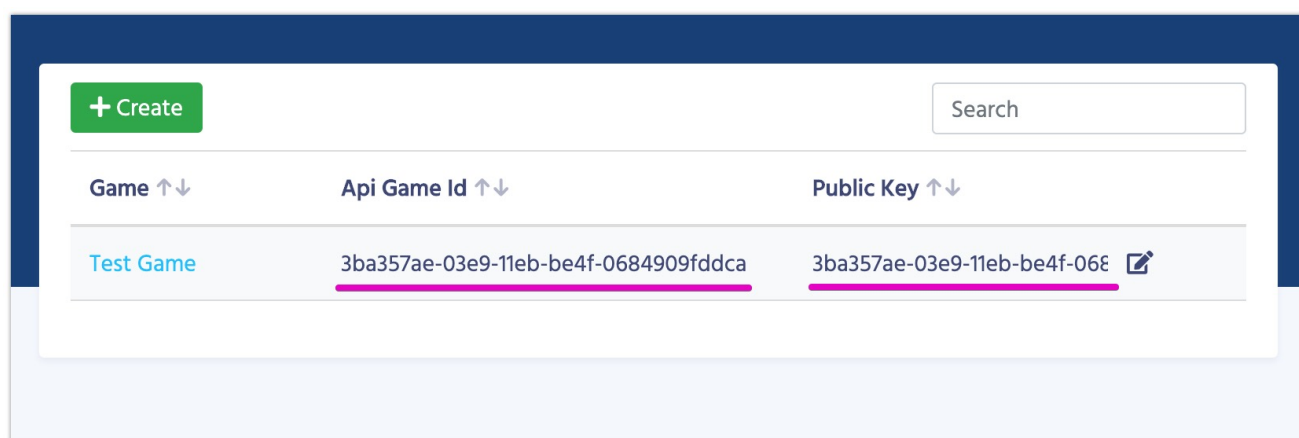 Create
Search
Game Api Game Id Public Key
Test Game 3ba357ae-03e9-11eb-be4f-0684909fddca 3ba357ae-03e9-11eb-be4f-068